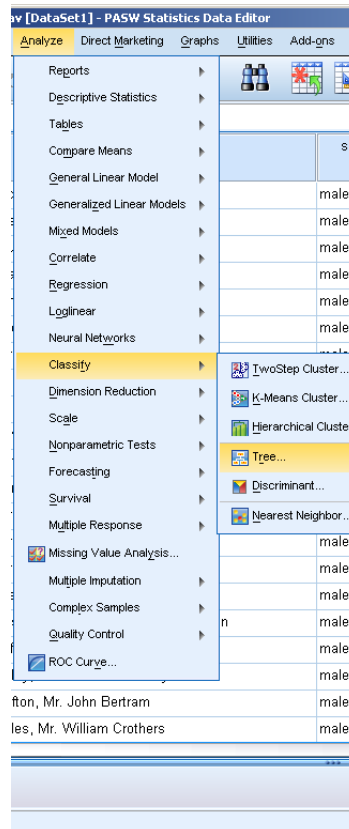 av [DataSet1] - PASW Statistics Data Editor
Analyze Direct Marketing Graphs Utilities Add-ons
Reports
Descriptive Statistics
Tables
Compare Means
General Linear Model
Generalized Linear Models
Mixed Models
Correlate
Regression
Loglinear
Neural Networks
Classify
Dimension Reduction
Scale
Nonparametric Tests
Forecasting
Survival
Multiple Response
Missing Value Analysis...
Multiple Imputation
Complex Samples
Quality Control
ROC Curve...
TwoStep Cluster...
K-Means Cluster...
Hierarchical Cluste
Tree...
Discriminant...
Nearest Neighbor..
s
male
male
male
male
male
male
male
male
male
male
n male
male
male
fton, Mr. John Bertram male
les, Mr. William Crothers male